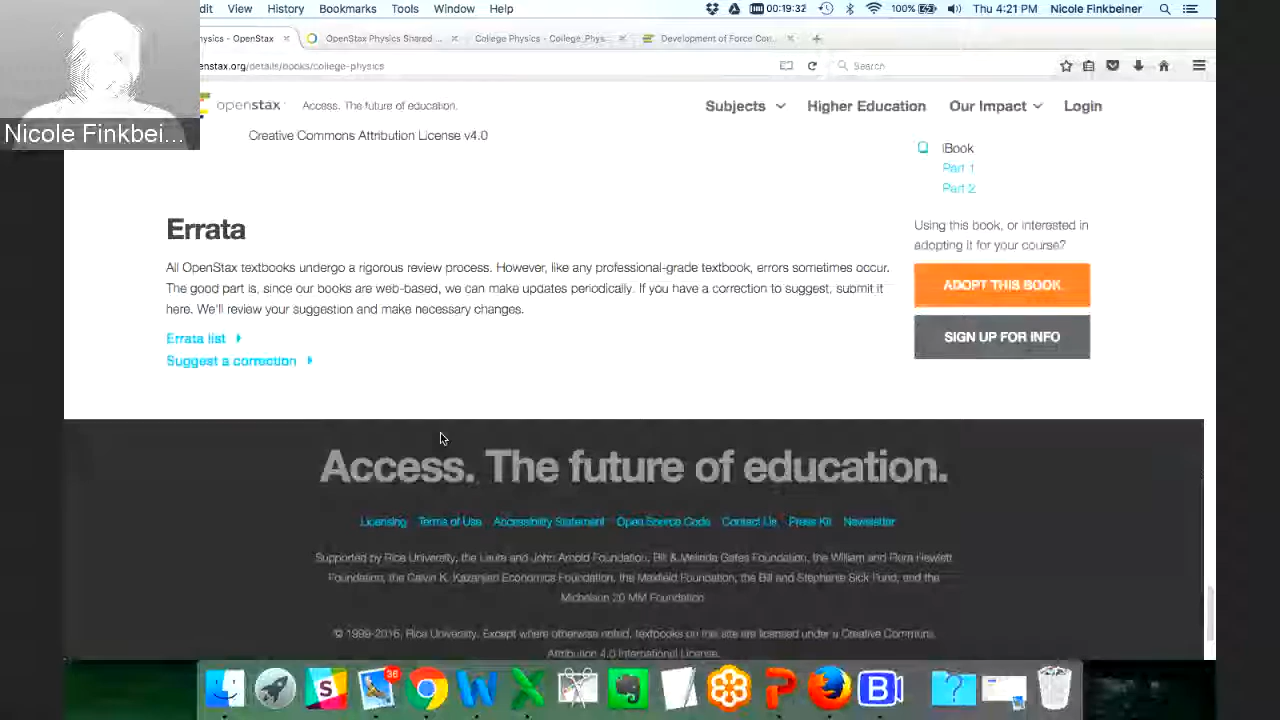 dit View History Bookmarks Tools Window Help 00:19:32 100% Thu 4:21 PM Nicole Finkbeiner
ysics - OpenStax OpenStax Physics Shared ... College Physics - College_Phys... Development of Force Con...
enstax.org/details/books/college-physics Search
openstax Access. The future of education. Subjects Higher Education Our Impact Login
Nicole Finkbei...
Creative Commons Attribution License v4.0
iBook
Part 1
Part 2
Errata
All OpenStax textbooks undergo a rigorous review process. However, like any professional-grade textbook, errors sometimes occur.
The good part is, since our books are web-based, we can make updates periodically. If you have a correction to suggest, submit it
here. We'll review your suggestion and make necessary changes.
Errata list
Suggest a correction
Using this book, or interested in
adopting it for your course?
ADOPT THIS BOOK
SIGN UP FOR INFO
Access. The future of education.
Licensing Terms of Use Accessibility Statement Open Source Code Contact Us Press Kit Newsletter
Supported by Rice University, the Laura and John Arnold Foundation, Bill & Melinda Gates Foundation, the William and Flora Hewlett
Foundation, the Calvin K. Kazanjian Economics Foundation, the Maxfield Foundation, the Bill and Stephanie Sick Fund, and the
Michelson 20 MM Foundation
© 1999-2016, Rice University. Except where otherwise noted, textbooks on this site are licensed under a Creative Commons
Attribution 4.0 International License.
36